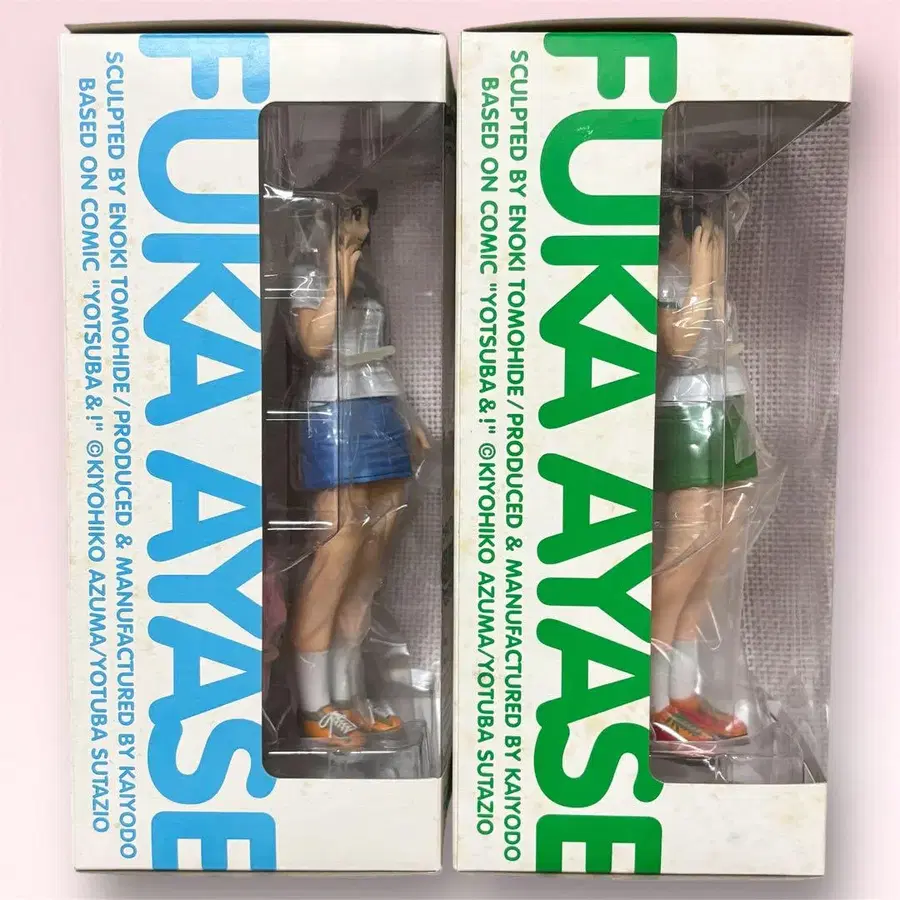 FUKA AYASE
SCULPTED BY ENOKI TOMOHIDE/PRODUCED & MANUFACTURED BY KAIYODO
BASED ON COMIC "YOTSUBA&!" ©KIYOHIKO AZUMA/YOTUBA SUTAZIO
FUKA AYASE
SCULPTED BY ENOKI TOMOHIDE/PRODUCED & MANUFACTURED BY KAIYODO
BASED ON COMIC "YOTSUBA&!" ©KIYOHIKO AZUMA/YOTUBA SUTAZIO